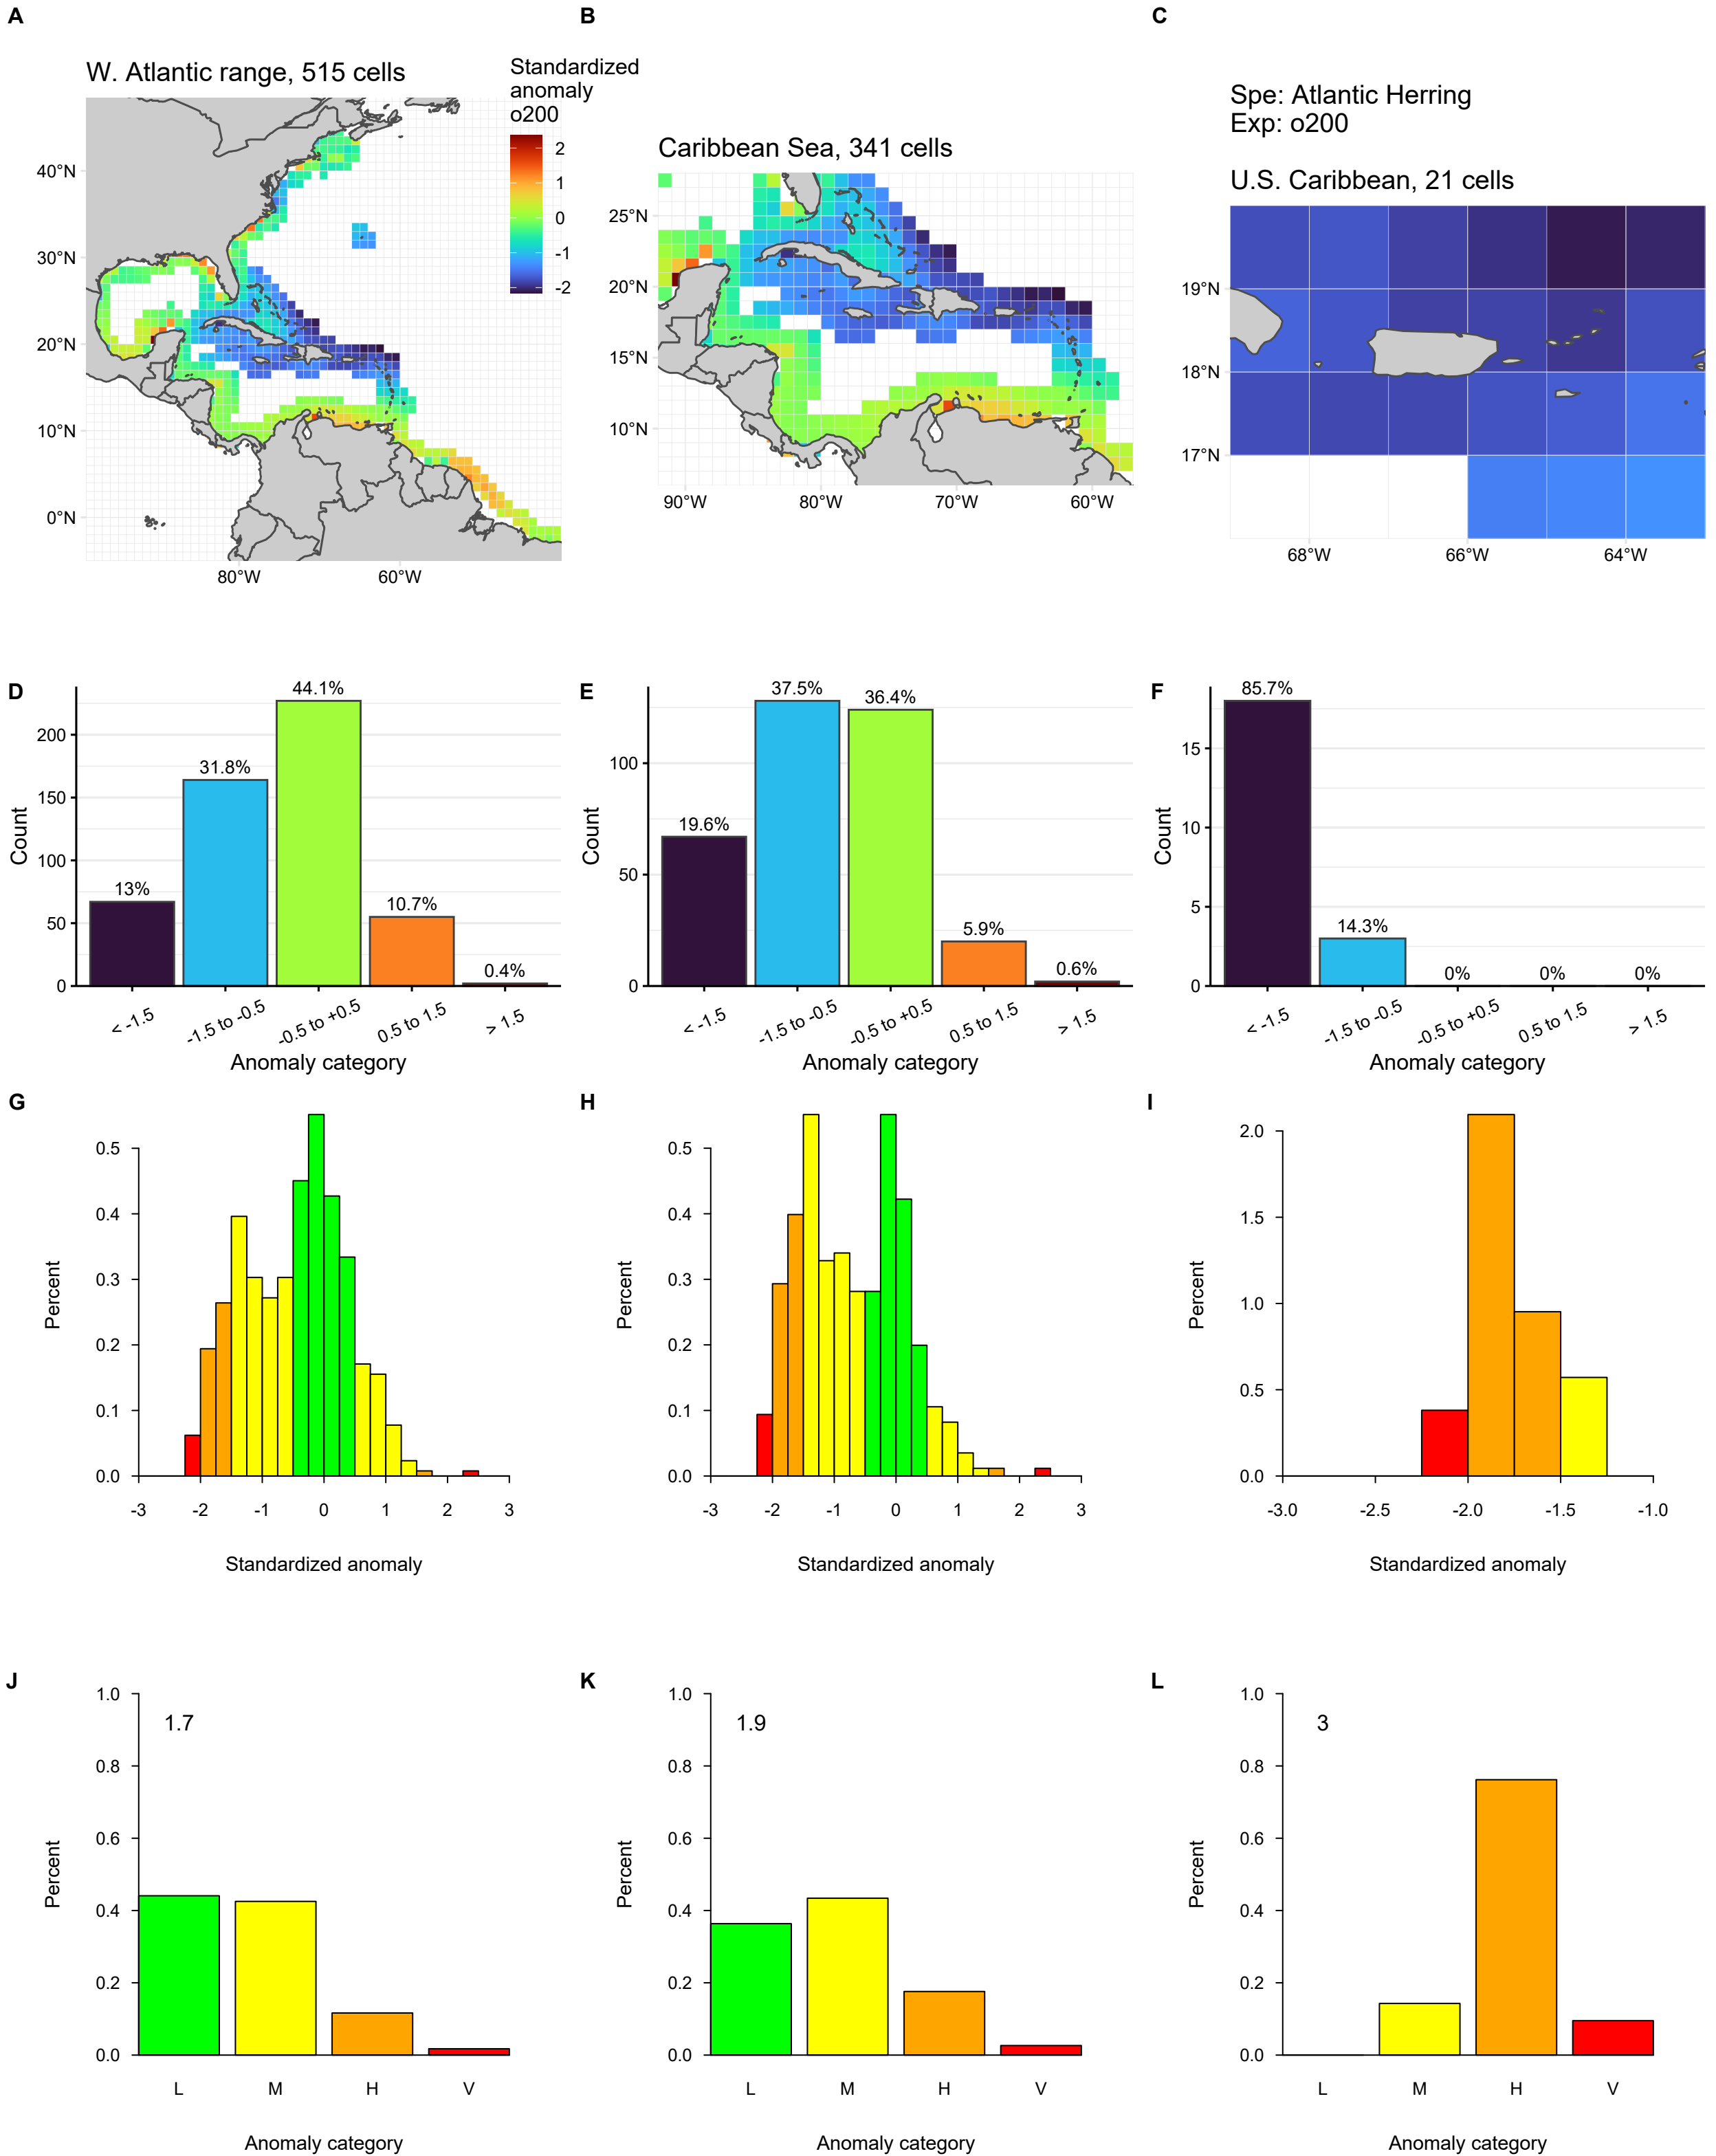 A
B
C
W. Atlantic range, 515 cells
Standardized
anomaly
o200
2
1
0
-1
-2
40°N
30°N
20°N
10°N
0°N
80°W
60°W
Caribbean Sea, 341 cells
25°N
20°N
15°N
10°N
90°W
80°W
70°W
60°W
Spe: Atlantic Herring
Exp: o200
U.S. Caribbean, 21 cells
19°N
18°N
17°N
68°W
66°W
64°W
D
Count
200
150
100
50
0
13%
31.8%
44.1%
10.7%
0.4%
< -1.5
-1.5 to -0.5
-0.5 to +0.5
0.5 to 1.5
> 1.5
Anomaly category
E
Count
100
50
0
19.6%
37.5%
36.4%
5.9%
0.6%
< -1.5
-1.5 to -0.5
-0.5 to +0.5
0.5 to 1.5
> 1.5
Anomaly category
F
Count
15
10
5
0
85.7%
14.3%
0%
0%
0%
< -1.5
-1.5 to -0.5
-0.5 to +0.5
0.5 to 1.5
> 1.5
Anomaly category
G
Percent
0.5
0.4
0.3
0.2
0.1
0.0
-3
-2
-1
0
1
2
3
Standardized anomaly
H
Percent
0.5
0.4
0.3
0.2
0.1
0.0
-3
-2
-1
0
1
2
3
Standardized anomaly
I
Percent
2.0
1.5
1.0
0.5
0.0
-3.0
-2.5
-2.0
-1.5
-1.0
Standardized anomaly
J
1.7
Percent
1.0
0.8
0.6
0.4
0.2
0.0
L
M
H
V
Anomaly category
K
1.9
Percent
1.0
0.8
0.6
0.4
0.2
0.0
L
M
H
V
Anomaly category
L
3
Percent
1.0
0.8
0.6
0.4
0.2
0.0
L
M
H
V
Anomaly category